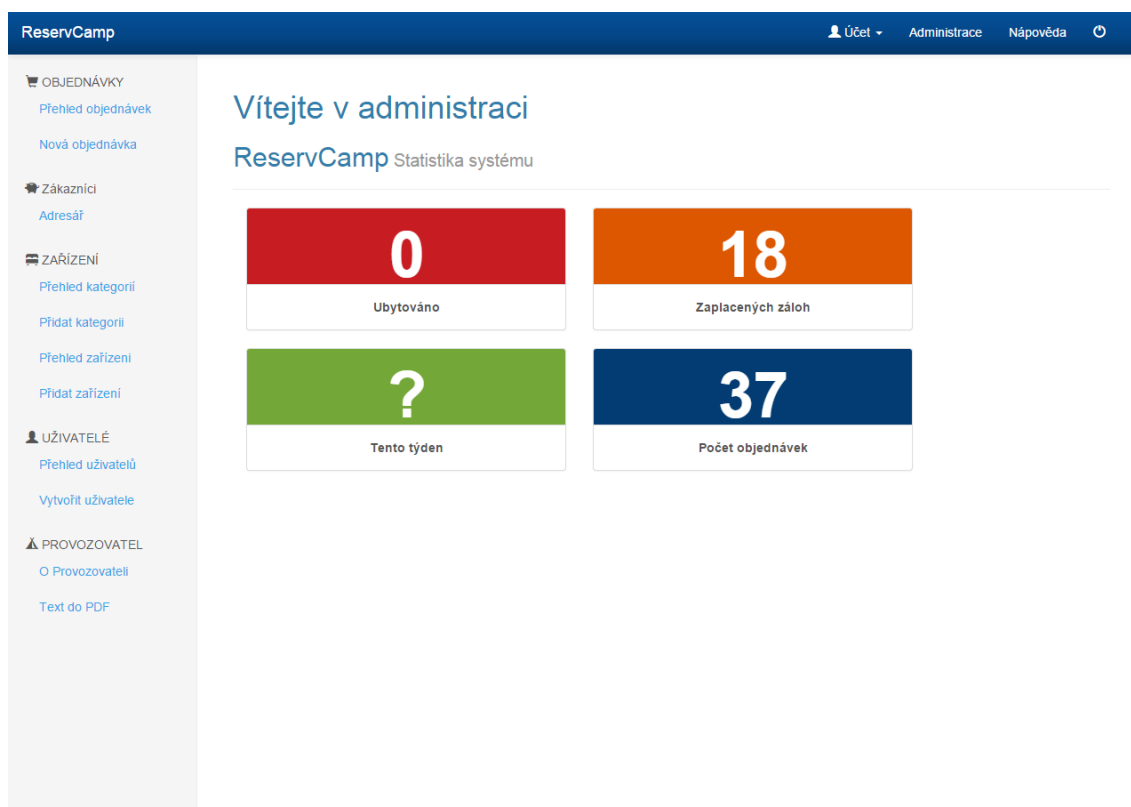 ReservCamp
Účet
Administrace
Nápověda
OBJEDNÁVKY
Přehled objednávek
Nová objednávka
Zákazníci
Adresář
ZAŘÍZENÍ
Přehled kategorií
Přidat kategorii
Přehled zařízení
Přidat zařízení
UŽIVATELÉ
Přehled uživatelů
Vytvořit uživatele
PROVOZOVATEL
O Provozovateli
Text do PDF
Vítejte v administraci
ReservCamp Statistika systému
0
Ubytováno
18
Zaplacených záloh
?
Tento týden
37
Počet objednávek